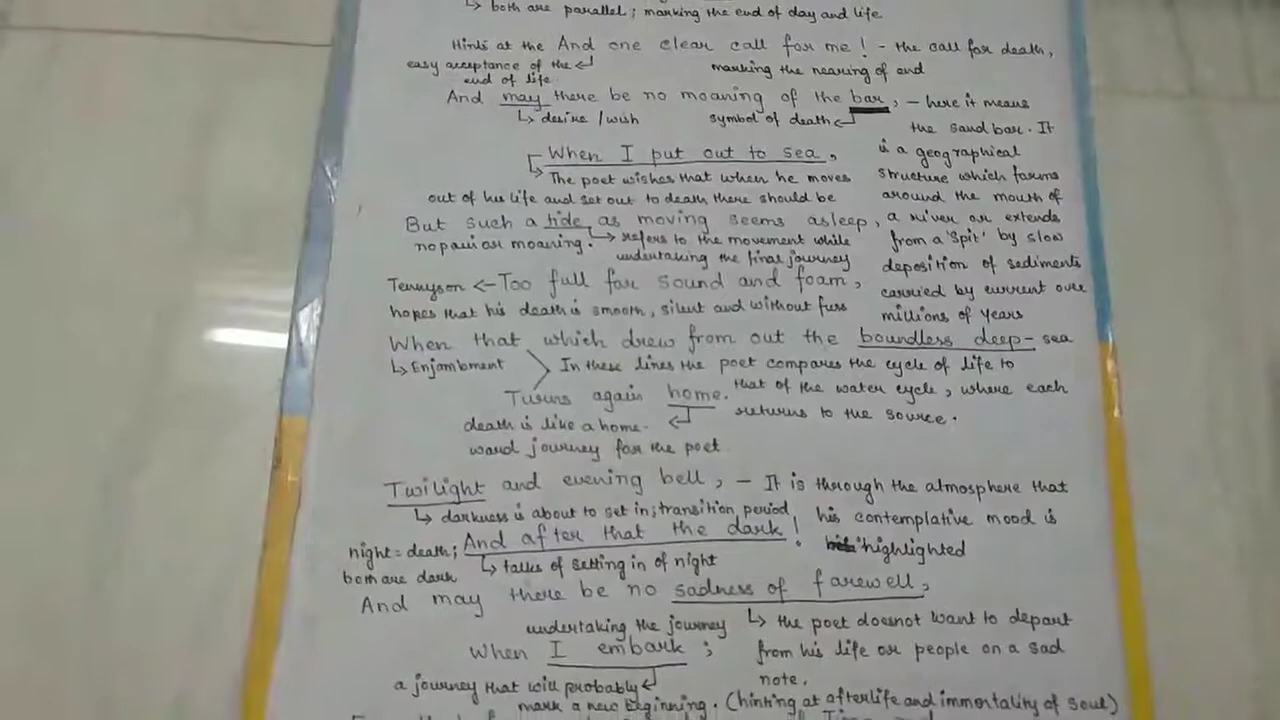 ↳ both are parallel; marking the end of day and life
Hints at the And one clear call for me! - the call for death,
easy acceptance of the ↲ marking the nearing of end
end of life.
And may there be no moaning of the bar, - here it means
↳ desire / wish symbol of death ↲ the sand bar. It
When I put out to sea, is a geographical
↳ The poet wishes that when he moves structure which forms
out of his life and set out to death there should be around the mouth of
But such a tide as moving seems asleep, a river or extends
no pain or moaning. ↳ refers to the movement while from a 'spit' by slow
undertaking the final journey deposition of sediments
Tennyson ← Too full for sound and foam, carried by current over
hopes that his death is smooth, silent and without fuss millions of years
When that which drew from out the boundless deep - sea
↳ Enjambment In these lines the poet compares the cycle of life to
Turns again home. that of the water cycle, where each
death is like a home- ↲ returns to the source.
ward journey for the poet
Twilight and evening bell, - It is through the atmosphere that
↳ darkness is about to set in; transition period his contemplative mood is
night = death; And after that the dark! highlighted
both are dark ↳ talks of setting in of night
And may there be no sadness of farewell,
undertaking the journey ↳ the poet doesnot want to depart
When I embark; from his life or people on a sad
a journey that will probably ↲ note.
mark a new beginning. (hinting at afterlife and immortality of soul)